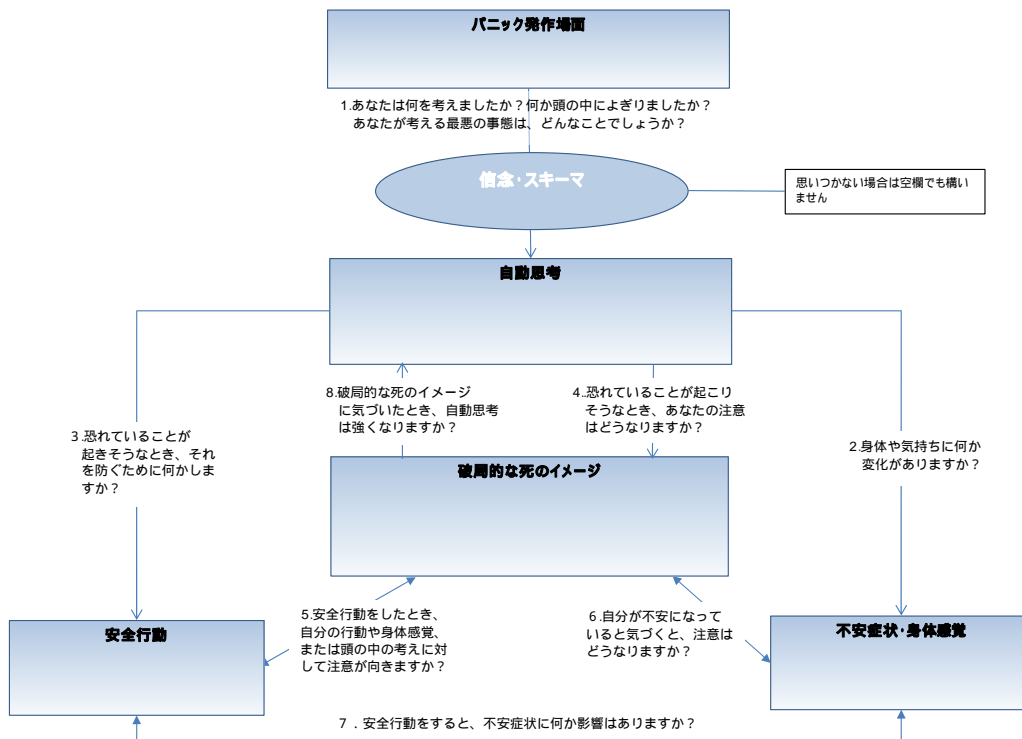 パニック発作場面
1.あなたは何を考えましたか？何か頭の中によぎりましたか？
あなたが考える最悪の事態は、どんなことでしょうか？
信念・スキーマ
思いつかない場合は空欄でも構い
ません
自動思考
8.破局的な死のイメージ
に気づいたとき、自動思考
は強くなりますか？
4..恐れていることが起こり
そうなとき、あなたの注意
はどうなりますか？
3.恐れていることが
起きそうなとき、それ
を防ぐために何かしま
すか？
2.身体や気持ちに何か
変化がありますか？
破局的な死のイメージ
5.安全行動をしたとき、
自分の行動や身体感覚、
または頭の中の考えに対
して注意が向きますか？
6.自分が不安になって
いると気づくと、注意は
どうなりますか？
安全行動
不安症状・身体感覚
７．安全行動をすると、不安症状に何か影響はありますか？